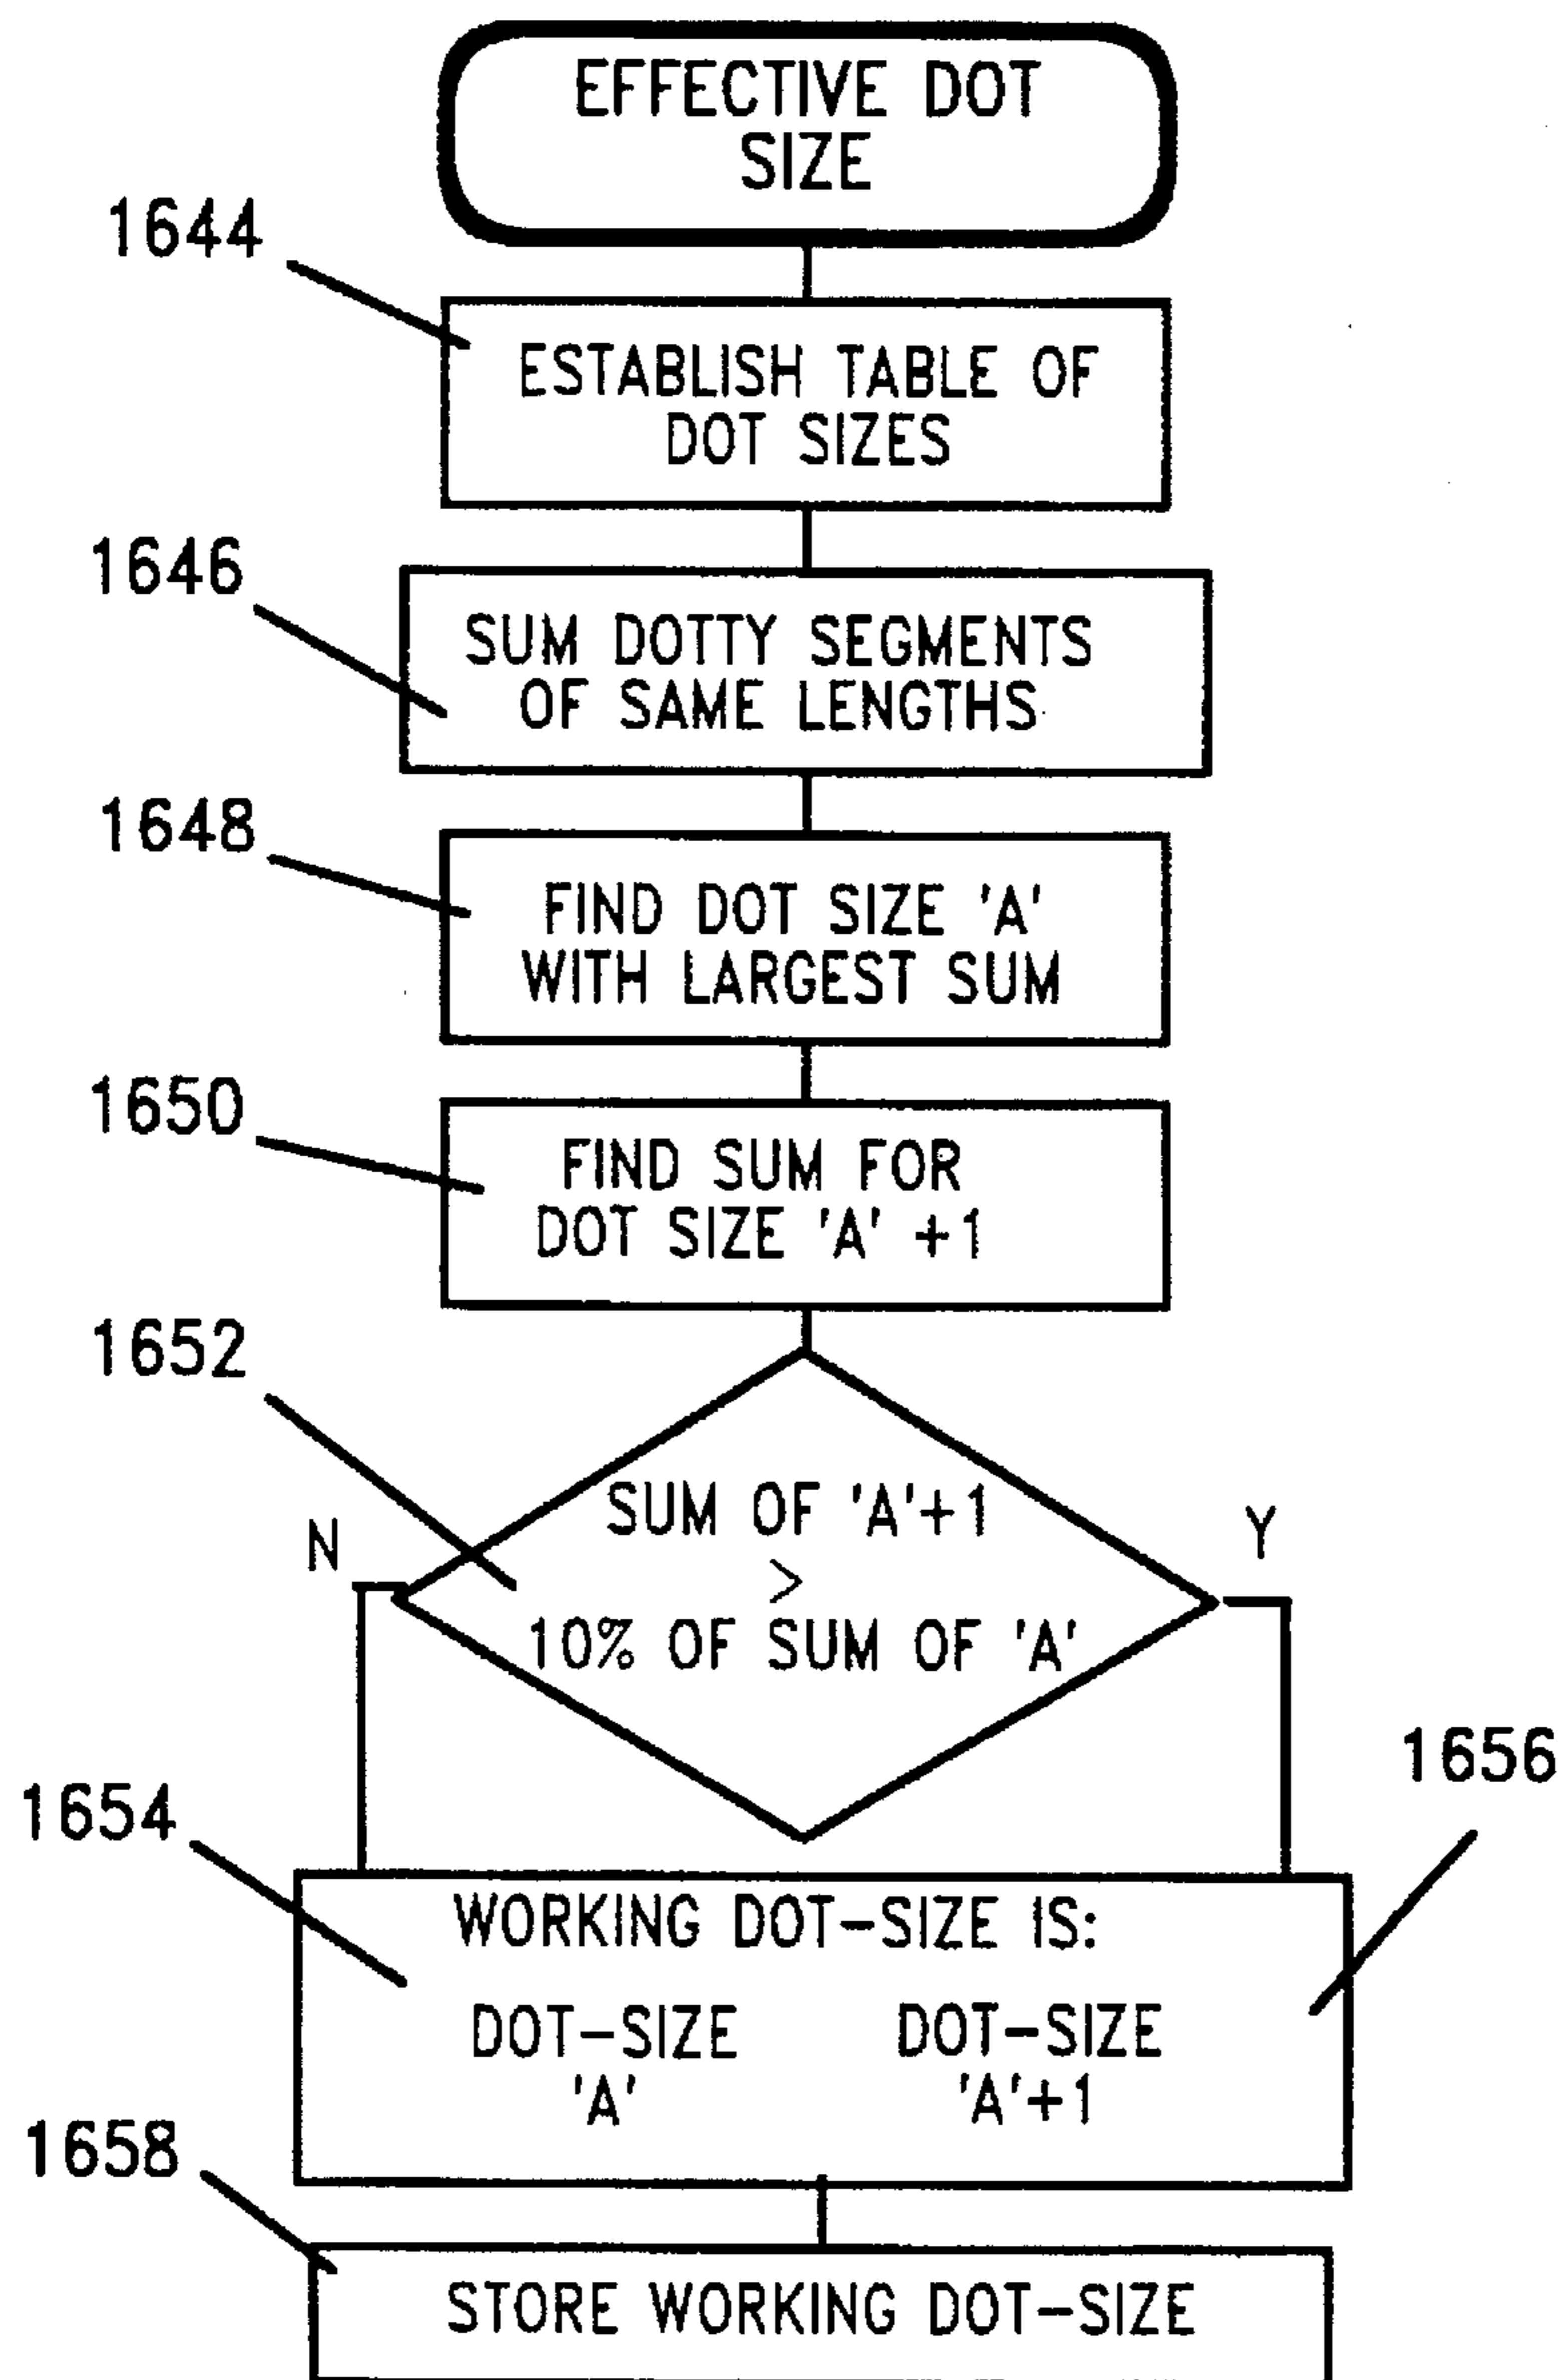 EFFECTIVE DOT
SIZE
1644
ESTABLISH TABLE OF
DOT SIZES
1646
SUM DOTTY SEGMENTS
OF SAME LENGTHS
1648
FIND DOT SIZE 'A'
WITH LARGEST SUM
1650
FIND SUM FOR
DOT SIZE 'A' +1
1652
SUM OF 'A'+1
>
10% OF SUM OF 'A'
N
Y
1654
1656
WORKING DOT-SIZE IS:
DOT-SIZE
'A'
DOT-SIZE
'A'+1
1658
STORE WORKING DOT-SIZE